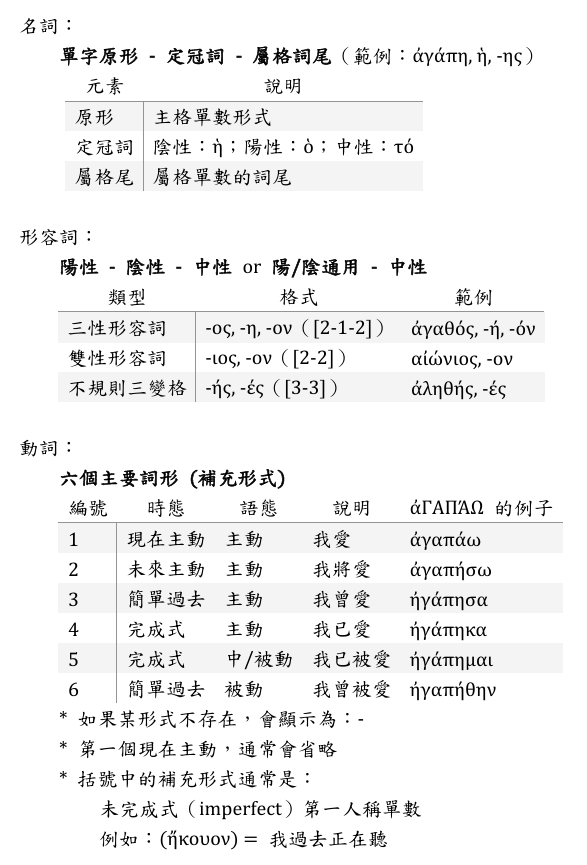 名詞：
單字原形 - 定冠詞 - 屬格詞尾（範例：ἀγάπη, ἡ, -ης）
元素 說明
原形 主格單數形式
定冠詞 陰性：ἡ；陽性：ὁ；中性：τό
屬格尾 屬格單數的詞尾
形容詞：
陽性 - 陰性 - 中性 or 陽/陰通用 - 中性
類型 格式 範例
三性形容詞 -ος, -η, -ον（[2-1-2]） ἀγαθός, -ή, -όν
雙性形容詞 -ιος, -ον（[2-2]） αἰώνιος, -ον
不規則三變格 -ής, -ές（[3-3]） ἀληθής, -ές
動詞：
六個主要詞形 (補充形式)
編號 時態 語態 說明 ἀΓΑΠΆΩ 的例子
1 現在主動 主動 我愛 ἀγαπάω
2 未來主動 主動 我將愛 ἀγαπήσω
3 簡單過去 主動 我曾愛 ἠγάπησα
4 完成式 主動 我已愛 ἠγάπηκα
5 完成式 中/被動 我已被愛 ἠγάπημαι
6 簡單過去 被動 我曾被愛 ἠγαπήθην
* 如果某形式不存在，會顯示為：-
* 第一個現在主動，通常會省略
* 括號中的補充形式通常是：
未完成式（imperfect）第一人稱單數
例如：(ἤκουον) = 我過去正在聽